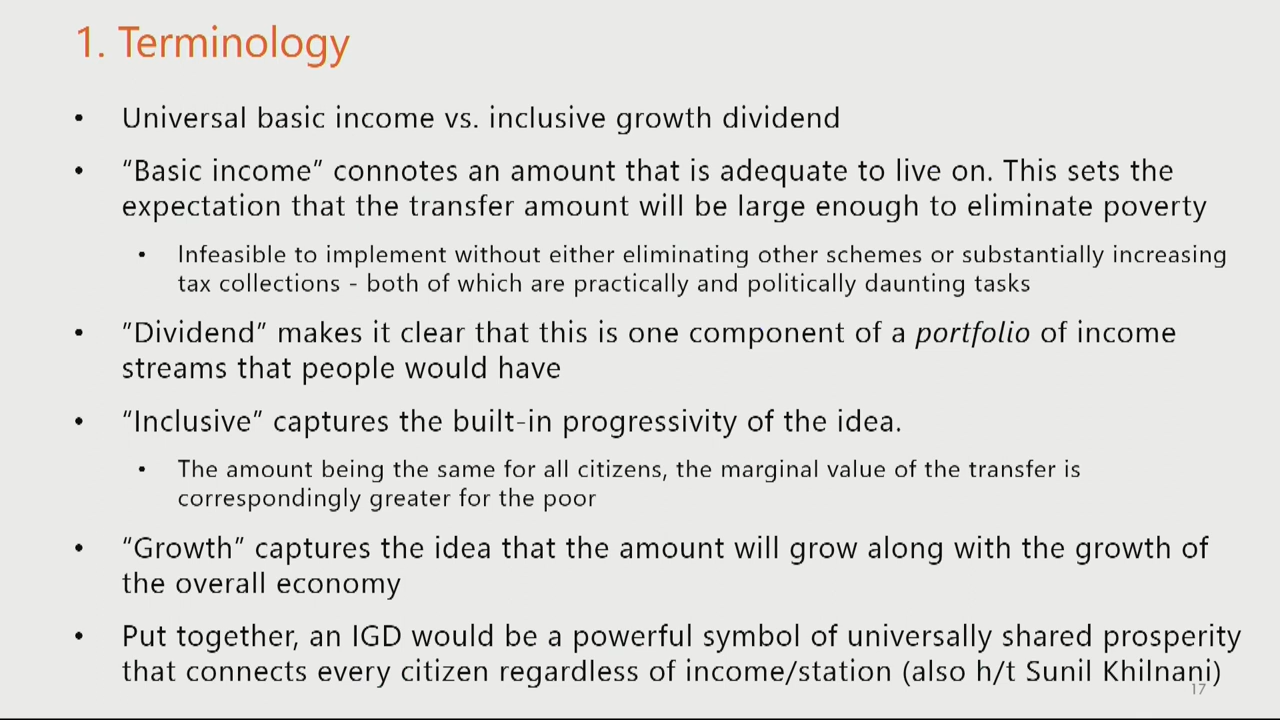 1. Terminology
• Universal basic income vs. inclusive growth dividend
• “Basic income” connotes an amount that is adequate to live on. This sets the
expectation that the transfer amount will be large enough to eliminate poverty
• Infeasible to implement without either eliminating other schemes or substantially increasing
tax collections - both of which are practically and politically daunting tasks
• ”Dividend” makes it clear that this is one component of a portfolio of income
streams that people would have
• “Inclusive” captures the built-in progressivity of the idea.
• The amount being the same for all citizens, the marginal value of the transfer is
correspondingly greater for the poor
• “Growth” captures the idea that the amount will grow along with the growth of
the overall economy
• Put together, an IGD would be a powerful symbol of universally shared prosperity
that connects every citizen regardless of income/station (also h/t Sunil Khilnani)
17